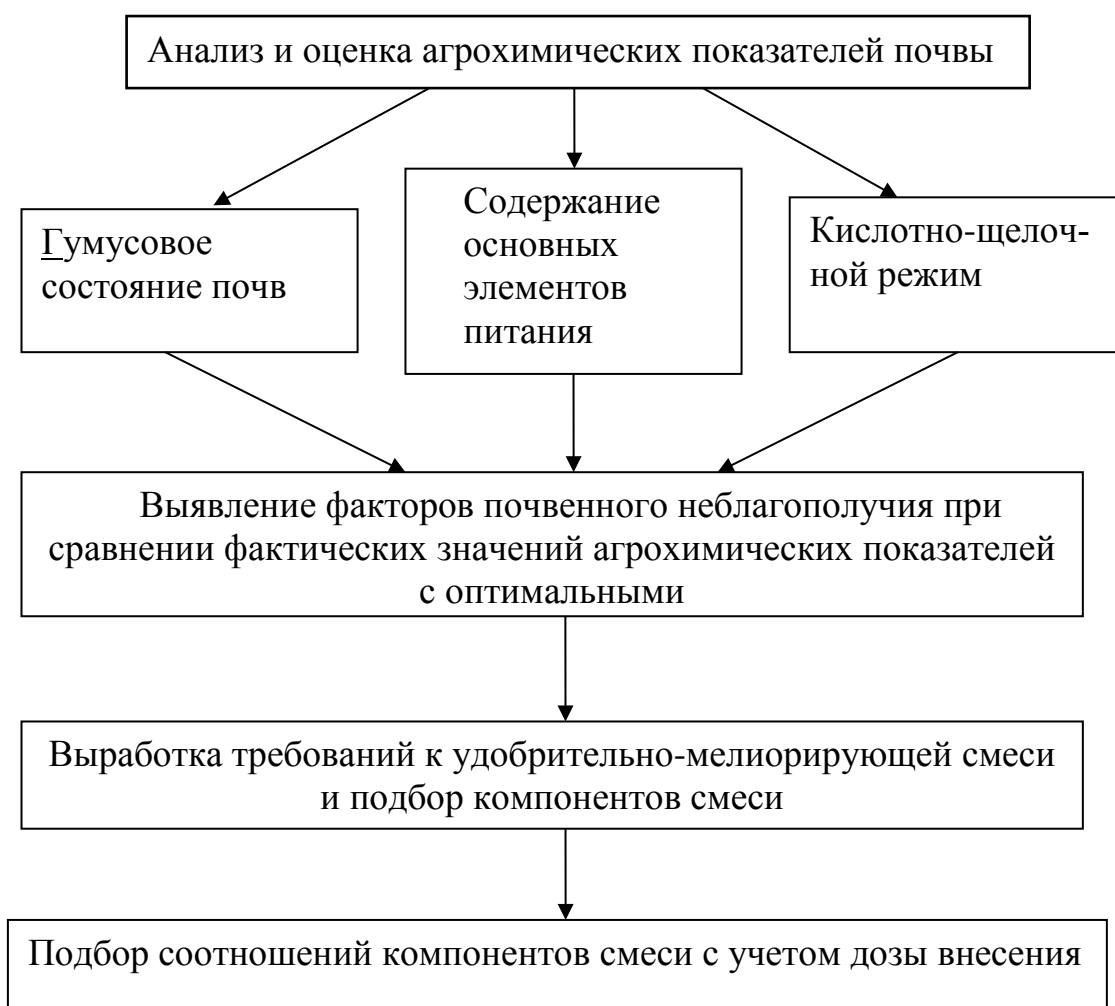 Анализ и оценка агрохимических показателей почвы
Гумусовое
состояние почв
Содержание
основных
элементов
питания
Кислотно-щелоч-
ной режим
Выявление факторов почвенного неблагополучия при
сравнении фактических значений агрохимических показателей
с оптимальными
Выработка требований к удобрительно-мелиорирующей смеси
и подбор компонентов смеси
Подбор соотношений компонентов смеси с учетом дозы внесения